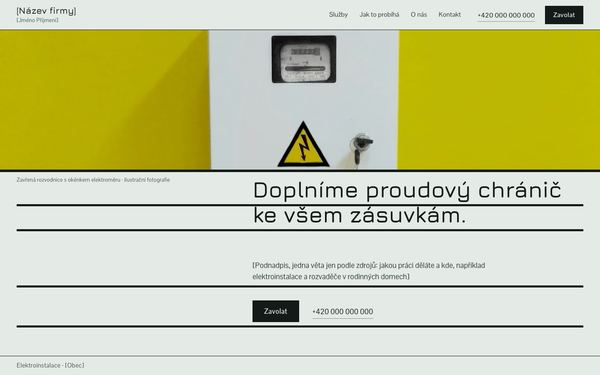 [Název firmy]
[Jméno Příjmení]
Služby
Jak to probíhá
O nás
Kontakt
+420 000 000 000
Zavolat
Zavřená rozvodnice s okénkem elektroměru · ilustrační fotografie
Doplníme proudový chránič
ke všem zásuvkám.
[Podnadpis, jedna věta jen podle zdrojů: jakou práci děláte a kde, například
elektroinstalace a rozvaděče v rodinných domech]
Zavolat
+420 000 000 000
Elektroinstalace · [Obec]